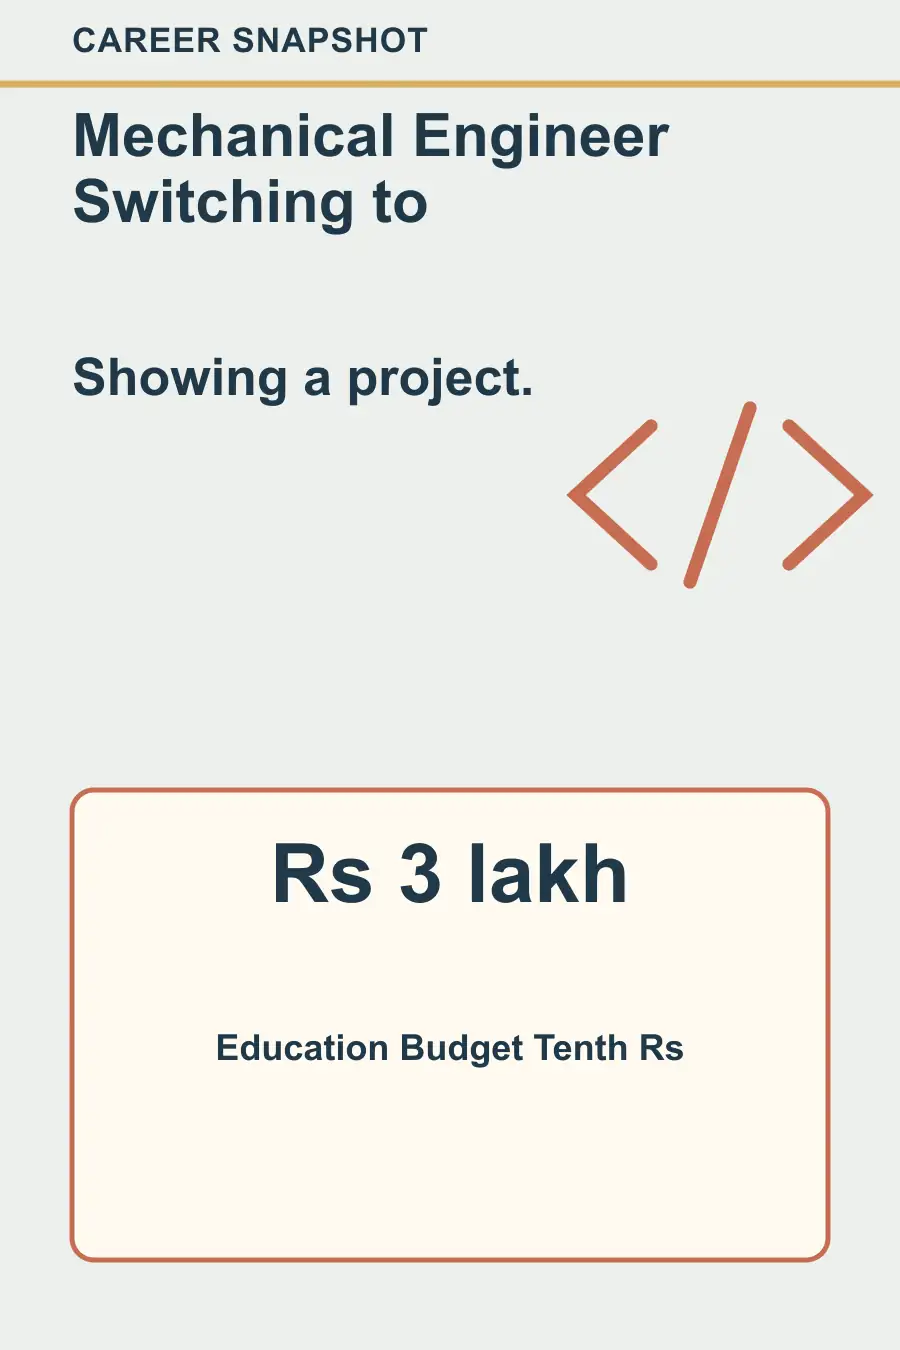 CAREER SNAPSHOT
Mechanical Engineer
Switching to
Showing a project.
</>
Rs 3 lakh
Education Budget Tenth Rs